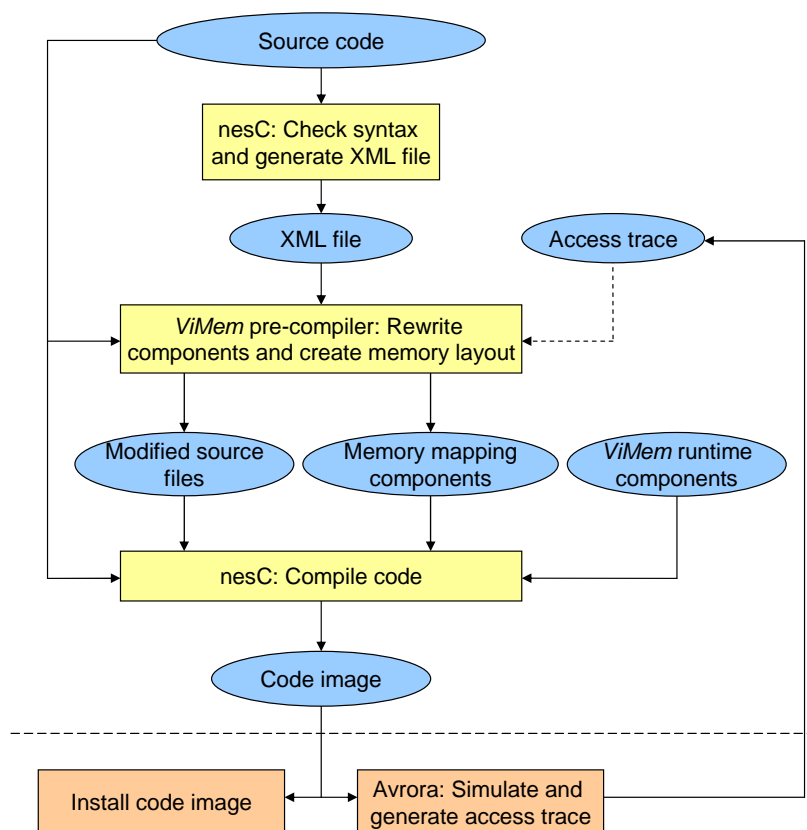 Source code
nesC: Check syntax
and generate XML file
XML file
Access trace
ViMem pre-compiler: Rewrite
components and create memory layout
Modified source
files
Memory mapping
components
ViMem runtime
components
nesC: Compile code
Code image
Install code image
Avrora: Simulate and
generate access trace